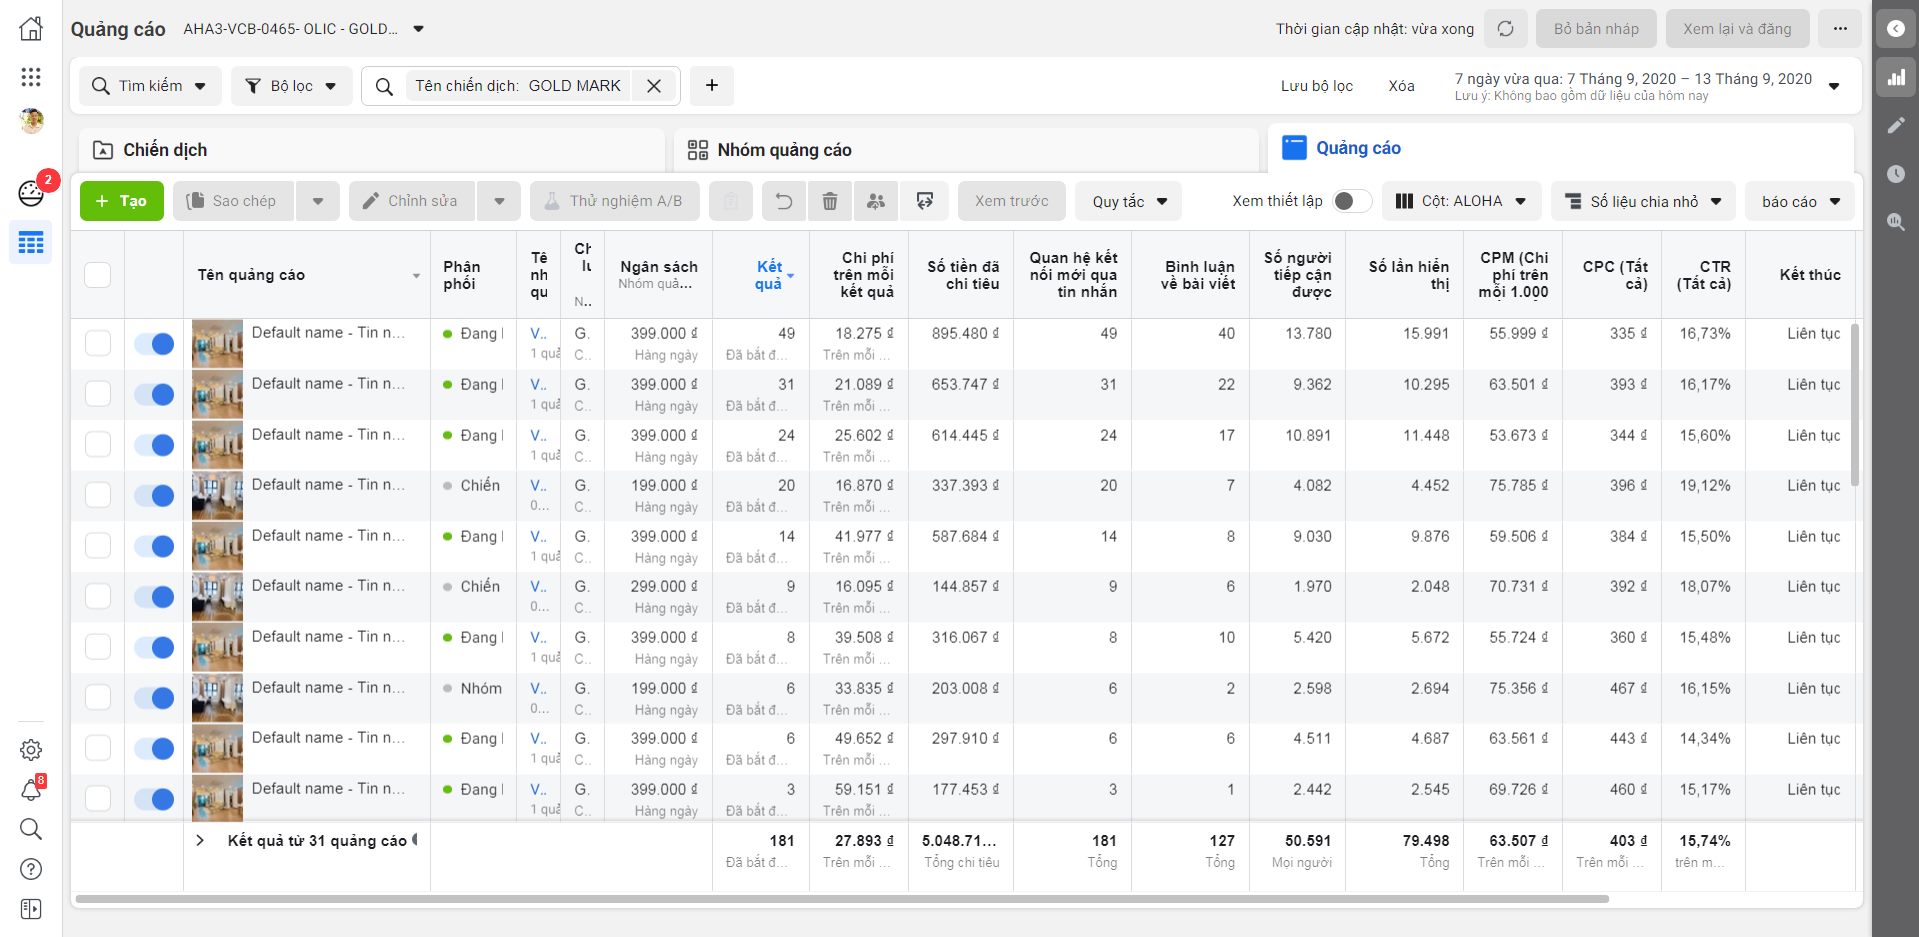 Quảng cáo AHA3-VCB-0465- OLIC - GOLD... Thời gian cập nhật: vừa xong Bỏ bản nháp Xem lại và đăng ...
Tìm kiếm Bộ lọc Tên chiến dịch: GOLD MARK Lưu bộ lọc Xóa 7 ngày vừa qua: 7 Tháng 9, 2020 – 13 Tháng 9, 2020
Lưu ý: Không bao gồm dữ liệu của hôm nay
Chiến dịch Nhóm quảng cáo Quảng cáo
2
+ Tạo Sao chép Chỉnh sửa Thử nghiệm A/B Xem trước Quy tắc Xem thiết lập Cột: ALOHA Số liệu chia nhỏ báo cáo
Tên quảng cáo
Phân phối
Tê nh qu
Ch lu N..
Ngân sách Nhóm quả...
Kết quả
Chi phí trên mỗi kết quả
Số tiền đã chi tiêu
Quan hệ kết nối mới qua tin nhắn
Bình luận về bài viết
Số người tiếp cận được
Số lần hiển thị
CPM (Chi phí trên mỗi 1.000
CPC (Tất cả)
CTR (Tất cả)
Kết thúc
Default name - Tin n... Đang V.. G. 399.000 ₫ 49 18.275 ₫ 895.480 ₫ 49 40 13.780 15.991 55.999 ₫ 335 ₫ 16,73% Liên tục
1 quả C.. Hàng ngày Đã bắt đ... Trên mỗi ...
Default name - Tin n... Đang V.. G. 399.000 ₫ 31 21.089 ₫ 653.747 ₫ 31 22 9.362 10.295 63.501 ₫ 393 ₫ 16,17% Liên tục
1 quả C.. Hàng ngày Đã bắt đ... Trên mỗi ...
Default name - Tin n... Đang V.. G. 399.000 ₫ 24 25.602 ₫ 614.445 ₫ 24 17 10.891 11.448 53.673 ₫ 344 ₫ 15,60% Liên tục
1 quả C.. Hàng ngày Đã bắt đ... Trên mỗi ...
Default name - Tin n... Chiến V.. G. 199.000 ₫ 20 16.870 ₫ 337.393 ₫ 20 7 4.082 4.452 75.785 ₫ 396 ₫ 19,12% Liên tục
0... C.. Hàng ngày Đã bắt đ... Trên mỗi ...
Default name - Tin n... Đang V.. G. 399.000 ₫ 14 41.977 ₫ 587.684 ₫ 14 8 9.030 9.876 59.506 ₫ 384 ₫ 15,50% Liên tục
1 quả C.. Hàng ngày Đã bắt đ... Trên mỗi ...
Default name - Tin n... Chiến V.. G. 299.000 ₫ 9 16.095 ₫ 144.857 ₫ 9 6 1.970 2.048 70.731 ₫ 392 ₫ 18,07% Liên tục
0... C.. Hàng ngày Đã bắt đ... Trên mỗi ...
Default name - Tin n... Đang V.. G. 399.000 ₫ 8 39.508 ₫ 316.067 ₫ 8 10 5.420 5.672 55.724 ₫ 360 ₫ 15,48% Liên tục
1 quả C.. Hàng ngày Đã bắt đ... Trên mỗi ...
Default name - Tin n... Nhóm V.. G. 199.000 ₫ 6 33.835 ₫ 203.008 ₫ 6 2 2.598 2.694 75.356 ₫ 467 ₫ 16,15% Liên tục
0... C.. Hàng ngày Đã bắt đ... Trên mỗi ...
Default name - Tin n... Đang V.. G. 399.000 ₫ 6 49.652 ₫ 297.910 ₫ 6 6 4.511 4.687 63.561 ₫ 443 ₫ 14,34% Liên tục
1 quả C.. Hàng ngày Đã bắt đ... Trên mỗi ...
Default name - Tin n... Đang V.. G. 399.000 ₫ 3 59.151 ₫ 177.453 ₫ 3 1 2.442 2.545 69.726 ₫ 460 ₫ 15,17% Liên tục
1 quả C.. Hàng ngày Đã bắt đ... Trên mỗi ...
8
Kết quả từ 31 quảng cáo 181 27.893 ₫ 5.048.71... 181 127 50.591 79.498 63.507 ₫ 403 ₫ 15,74%
Đã bắt đ... Trên mỗi ... Tổng chi tiêu Tổng Tổng Mọi người Tổng Trên mỗi ... Trên mỗi ... trên m...